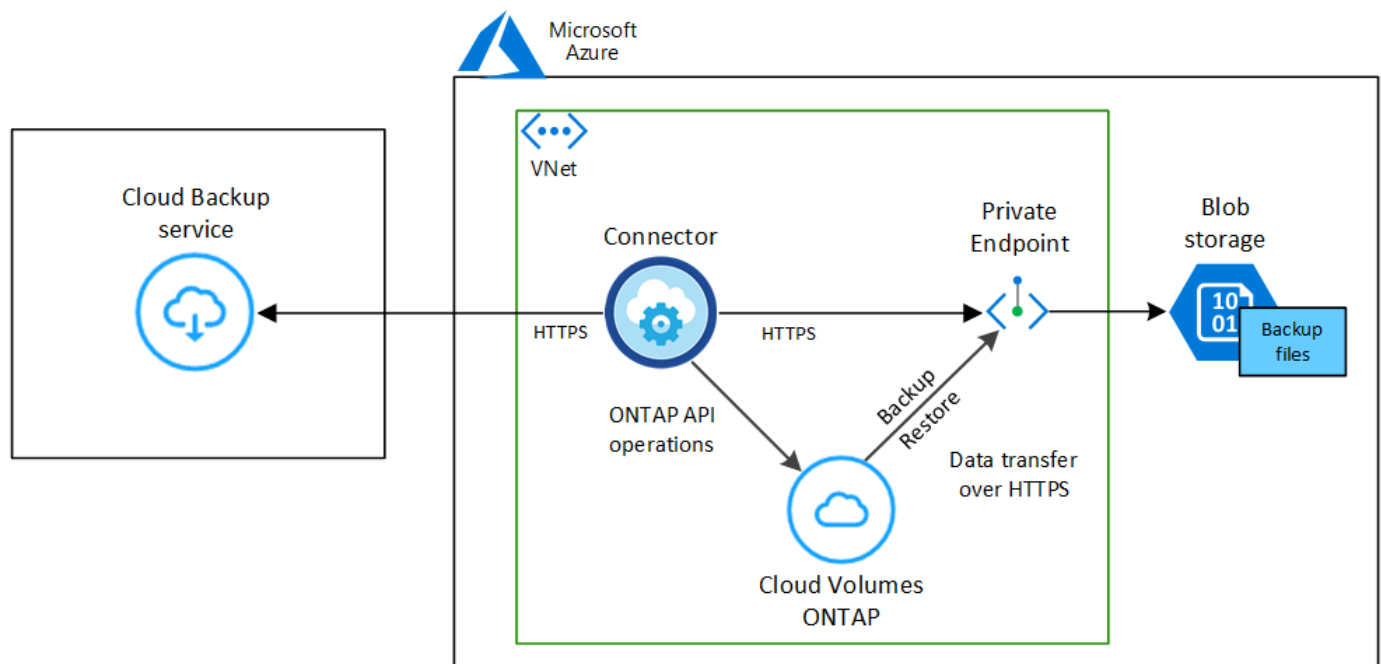 Microsoft
Azure
VNet
Cloud Backup
service
Connector
Private
Endpoint
Blob
storage
10
01
Backup
files
HTTPS
HTTPS
ONTAP API
operations
Backup
Restore
Data transfer
over HTTPS
Cloud Volumes
ONTAP